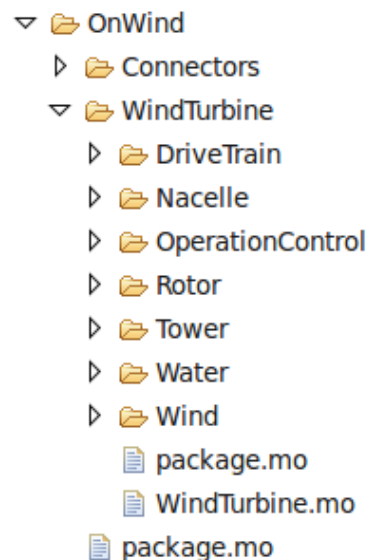 OnWind
Connectors
WindTurbine
DriveTrain
Nacelle
OperationControl
Rotor
Tower
Water
Wind
package.mo
WindTurbine.mo
package.mo